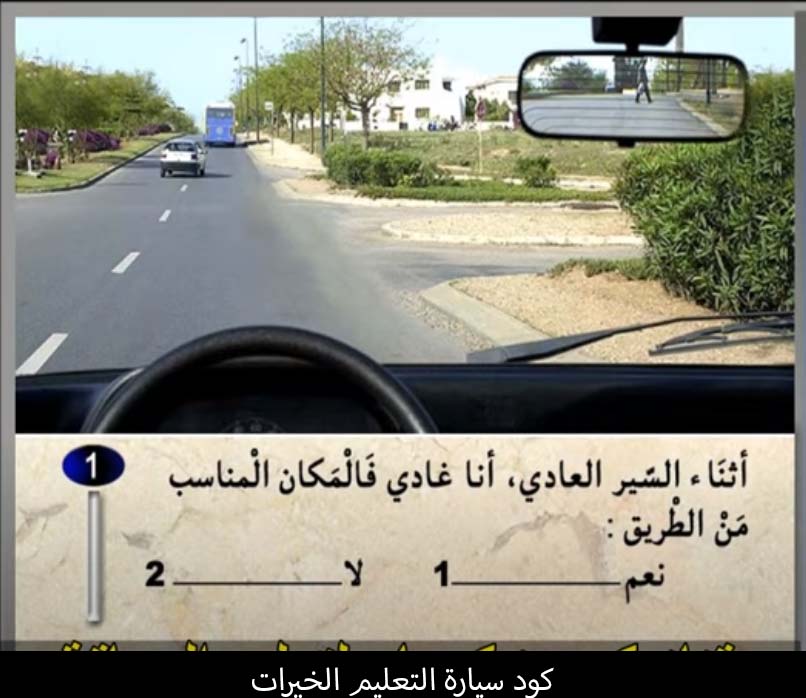 1
أثنَاء السّير العادي، أنا غادي فَالْمَكان الْمناسب
مَنْ الطْريق :
نعم 1 لا 2
كود سيارة التعليم الخيرات